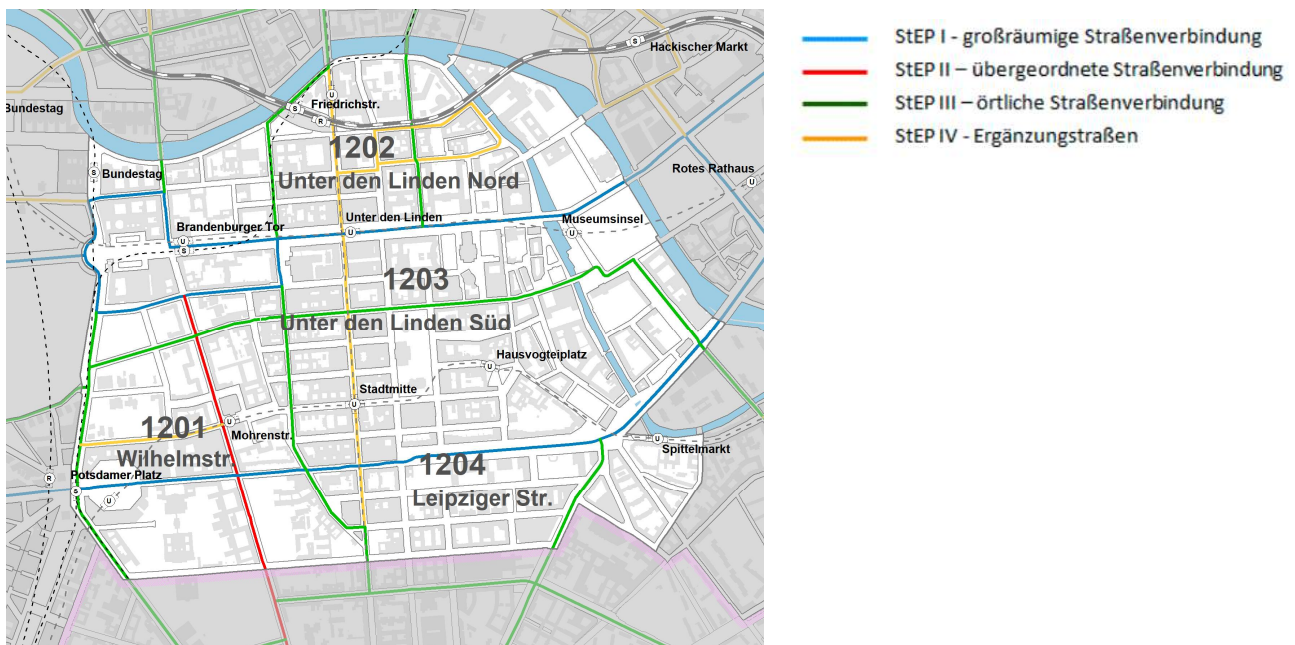 Hackischer Markt
Friedrichstr.
Bundestag
S
U
R
1202
Unter den Linden Nord
Bundestag
S
Rotes Rathaus
U
Brandenburger Tor
Unter den Linden
Museumsinsel
U
S
U
U
1203
Unter den Linden Süd
Hausvogteiplatz
U
Stadtmitte
U
1201
Wilhelmstr.
Mohrenstr.
U
1204
Leipziger Str.
Spittelmarkt
U
Potsdamer Platz
R
S
U
S
StEP I - großräumige Straßenverbindung
StEP II – übergeordnete Straßenverbindung
StEP III – örtliche Straßenverbindung
StEP IV - Ergänzungstraßen